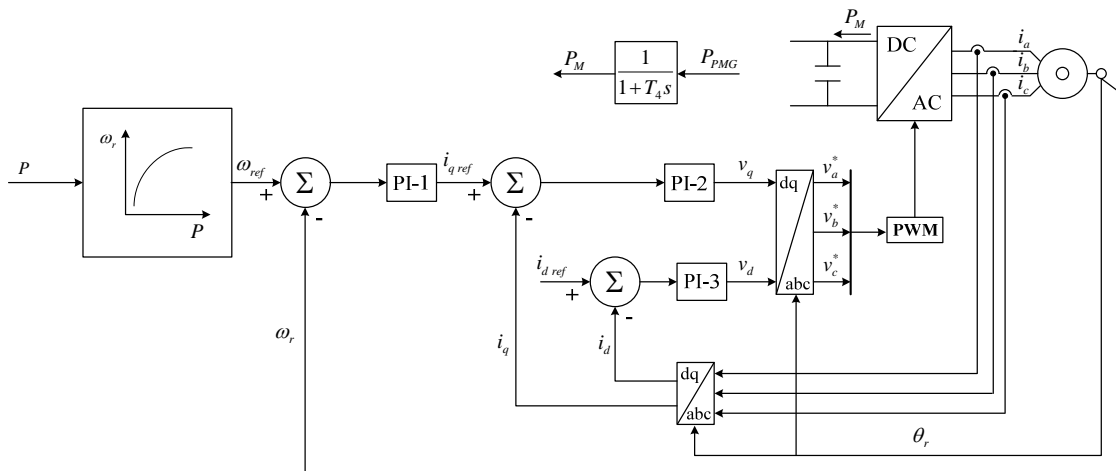 P_M
P_M
1
1+T_4 s
P_PMG
DC
AC
i_a
i_b
i_c
P
ω_r
P
ω_ref
+
Σ
-
PI-1
i_q ref
+
Σ
-
PI-2
v_q
dq
abc
v_a^*
v_b^*
v_c^*
PWM
i_d ref
+
Σ
-
PI-3
v_d
ω_r
i_q
i_d
dq
abc
θ_r